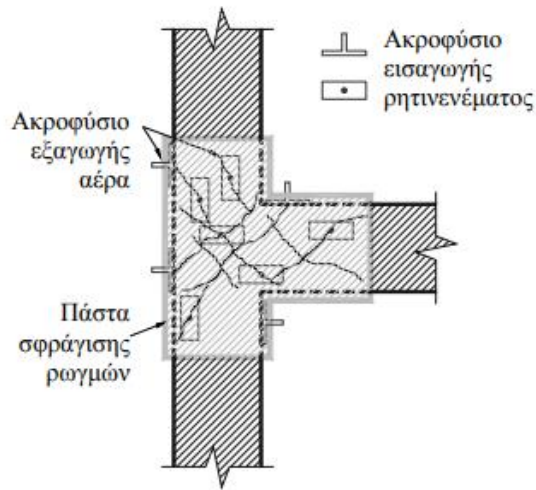 Ακροφύσιο
εισαγωγής
ρητινενέματος
Ακροφύσιο
εξαγωγής
αέρα
Πάστα
σφράγισης
ρωγμών